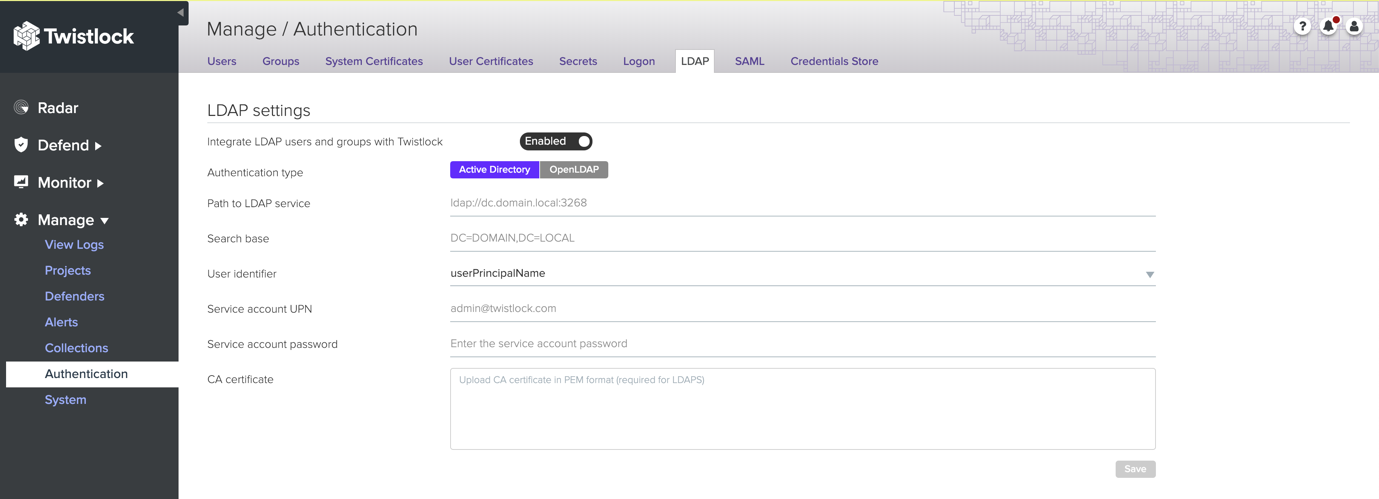 Twistlock
Manage / Authentication
?
Users Groups System Certificates User Certificates Secrets Logon LDAP SAML Credentials Store
Radar
Defend
Monitor
Manage
View Logs
Projects
Defenders
Alerts
Collections
Authentication
System
LDAP settings
Integrate LDAP users and groups with Twistlock Enabled
Authentication type Active Directory OpenLDAP
Path to LDAP service ldap://dc.domain.local:3268
Search base DC=DOMAIN,DC=LOCAL
User identifier userPrincipalName
Service account UPN admin@twistlock.com
Service account password Enter the service account password
CA certificate Upload CA certificate in PEM format (required for LDAPS)
Save